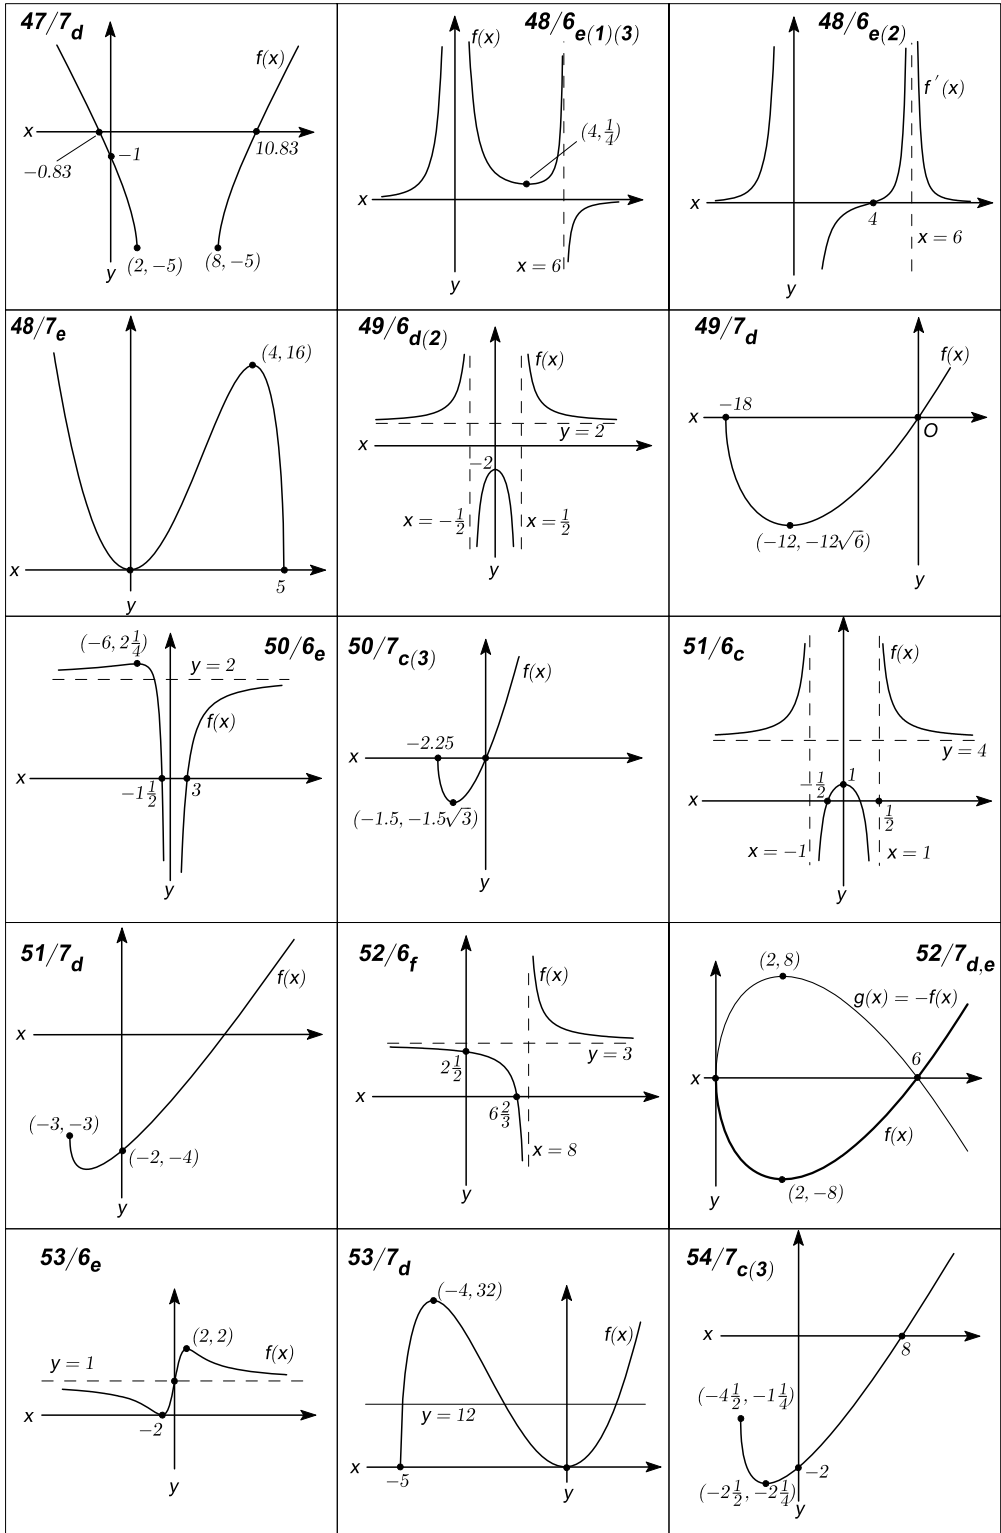 47/7d
f(x)
x
−0.83
−1
10.83
y
(2, −5)
(8, −5)
48/6e(1)(3)
f(x)
(4, 1/4)
x
x = 6
y
48/6e(2)
f′(x)
x
4
x = 6
y
48/7e
(4, 16)
x
5
y
49/6d(2)
f(x)
y = 2
x
−2
x = −1/2
x = 1/2
y
49/7d
f(x)
−18
x
O
(−12, −12√6)
y
50/6e
(−6, 2 1/4)
y = 2
f(x)
x
−1 1/2
3
y
50/7c(3)
f(x)
−2.25
x
(−1.5, −1.5√3)
y
51/6c
f(x)
y = 4
−1/2
1
x
1/2
x = −1
x = 1
y
51/7d
f(x)
x
(−3, −3)
(−2, −4)
y
52/6f
f(x)
y = 3
2 1/2
x
6 2/3
x = 8
y
52/7d,e
(2, 8)
g(x) = −f(x)
6
x
f(x)
(2, −8)
y
53/6e
(2, 2)
y = 1
f(x)
x
−2
y
53/7d
(−4, 32)
f(x)
y = 12
x
−5
y
54/7c(3)
x
8
(−4 1/2, −1 1/4)
−2
(−2 1/2, −2 1/4)
y